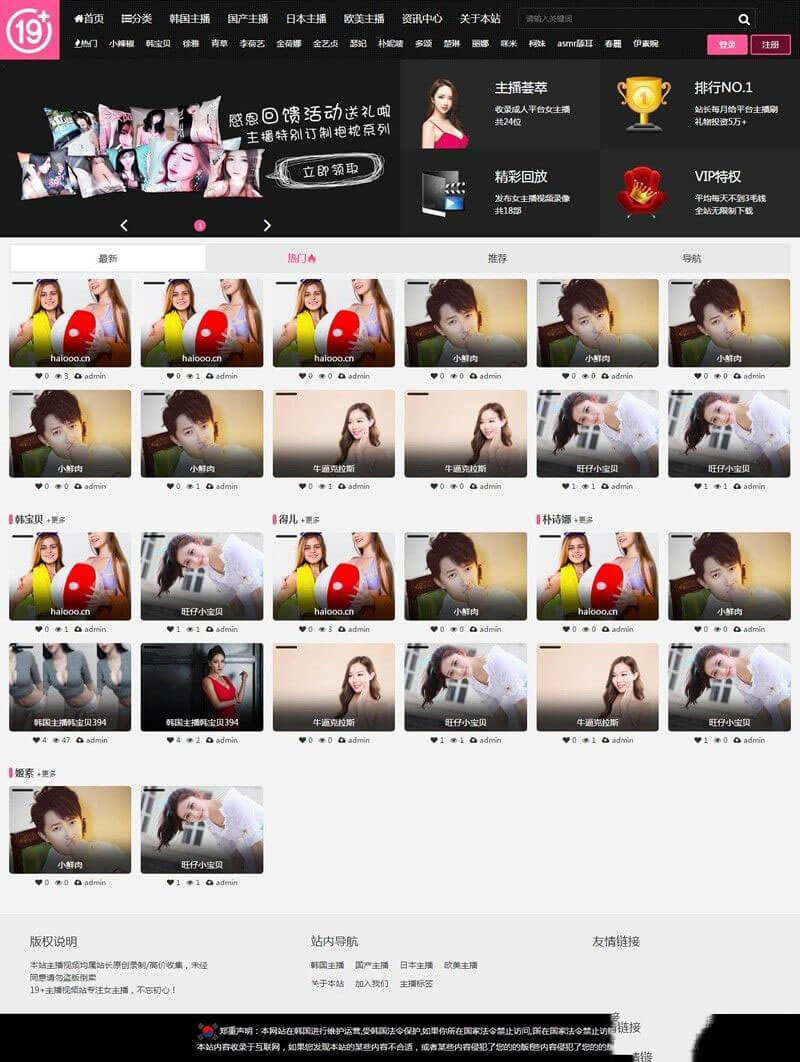 19+
首页 分类 韩国主播 国产主播 日本主播 欧美主播 资讯中心 关于本站 请输入关键词
热门 小辣椒 韩宝贝 徐雅 青草 李荷艺 金荷娜 金艺贞 瑟妃 朴妮唛 多颂 楚琳 丽娜 咪米 柯妹 asmr舔耳 春麗 伊素婉 登录 注册
感恩回馈活动送礼啦
主播特别订制抱枕系列
立即领取
1
主播荟萃
收录成人平台女主播
共24位
排行NO.1
站长每月给平台主播刷
礼物投资5万+
精彩回放
发布女主播视频录像
共18部
VIP特权
平均每天不到3毛钱
全站无限制下载
最新 热门 推荐 导航
haiooo.cn haiooo.cn haiooo.cn 小鲜肉 小鲜肉 小鲜肉
0 3 admin 0 1 admin 0 2 admin 0 0 admin 0 0 admin 0 0 admin
小鲜肉 小鲜肉 牛逼克拉斯 牛逼克拉斯 旺仔小宝贝 旺仔小宝贝
0 0 admin 0 1 admin 0 1 admin 0 0 admin 1 1 admin 1 1 admin
韩宝贝 +更多 得儿 +更多 朴诗娜 +更多
haiooo.cn 旺仔小宝贝 haiooo.cn 小鲜肉 haiooo.cn 小鲜肉
0 1 admin 1 1 admin 0 3 admin 0 0 admin 0 2 admin 0 0 admin
韩国主播韩宝贝394 韩国主播韩宝贝394 牛逼克拉斯 旺仔小宝贝 牛逼克拉斯 旺仔小宝贝
4 47 admin 4 2 admin 0 0 admin 1 1 admin 0 1 admin 1 0 admin
姬素 +更多
小鲜肉 旺仔小宝贝
0 0 admin 1 1 admin
版权说明 站内导航 友情链接
本站主播视频均属站长原创录制/高价收集，未经
同意请勿盗版倒卖
19+主播视频站专注女主播，不忘初心！
韩国主播 国产主播 日本主播 欧美主播
关于本站 加入我们 主播标签
郑重声明：本网站在韩国进行维护运营,受韩国法令保护,如果你所在国家法令禁止访问,
链接
本站内容收录于互联网，如果您发现本站的某些内容不合适，或者某些内容侵犯了您的的版